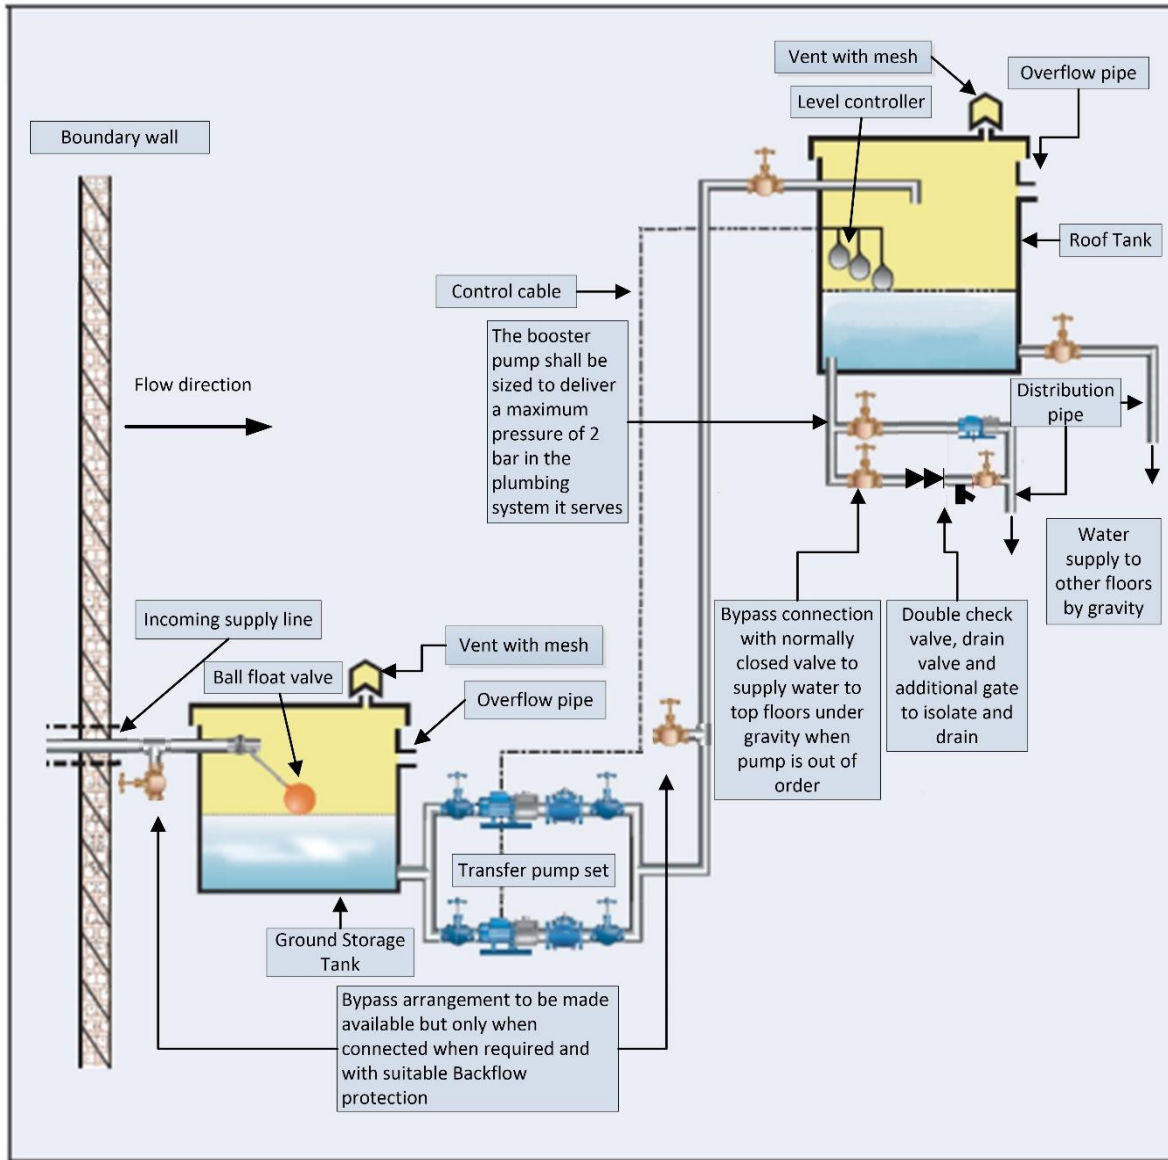 Vent with mesh
Overflow pipe
Level controller
Boundary wall
Roof Tank
Control cable
The booster
pump shall be
sized to deliver
a maximum
pressure of 2
bar in the
plumbing
system it serves
Flow direction
Distribution
pipe
Water
supply to
other floors
by gravity
Bypass connection
with normally
closed valve to
supply water to
top floors under
gravity when
pump is out of
order
Double check
valve, drain
valve and
additional gate
to isolate and
drain
Incoming supply line
Vent with mesh
Ball float valve
Overflow pipe
Transfer pump set
Ground Storage
Tank
Bypass arrangement to be made
available but only when
connected when required and
with suitable Backflow
protection